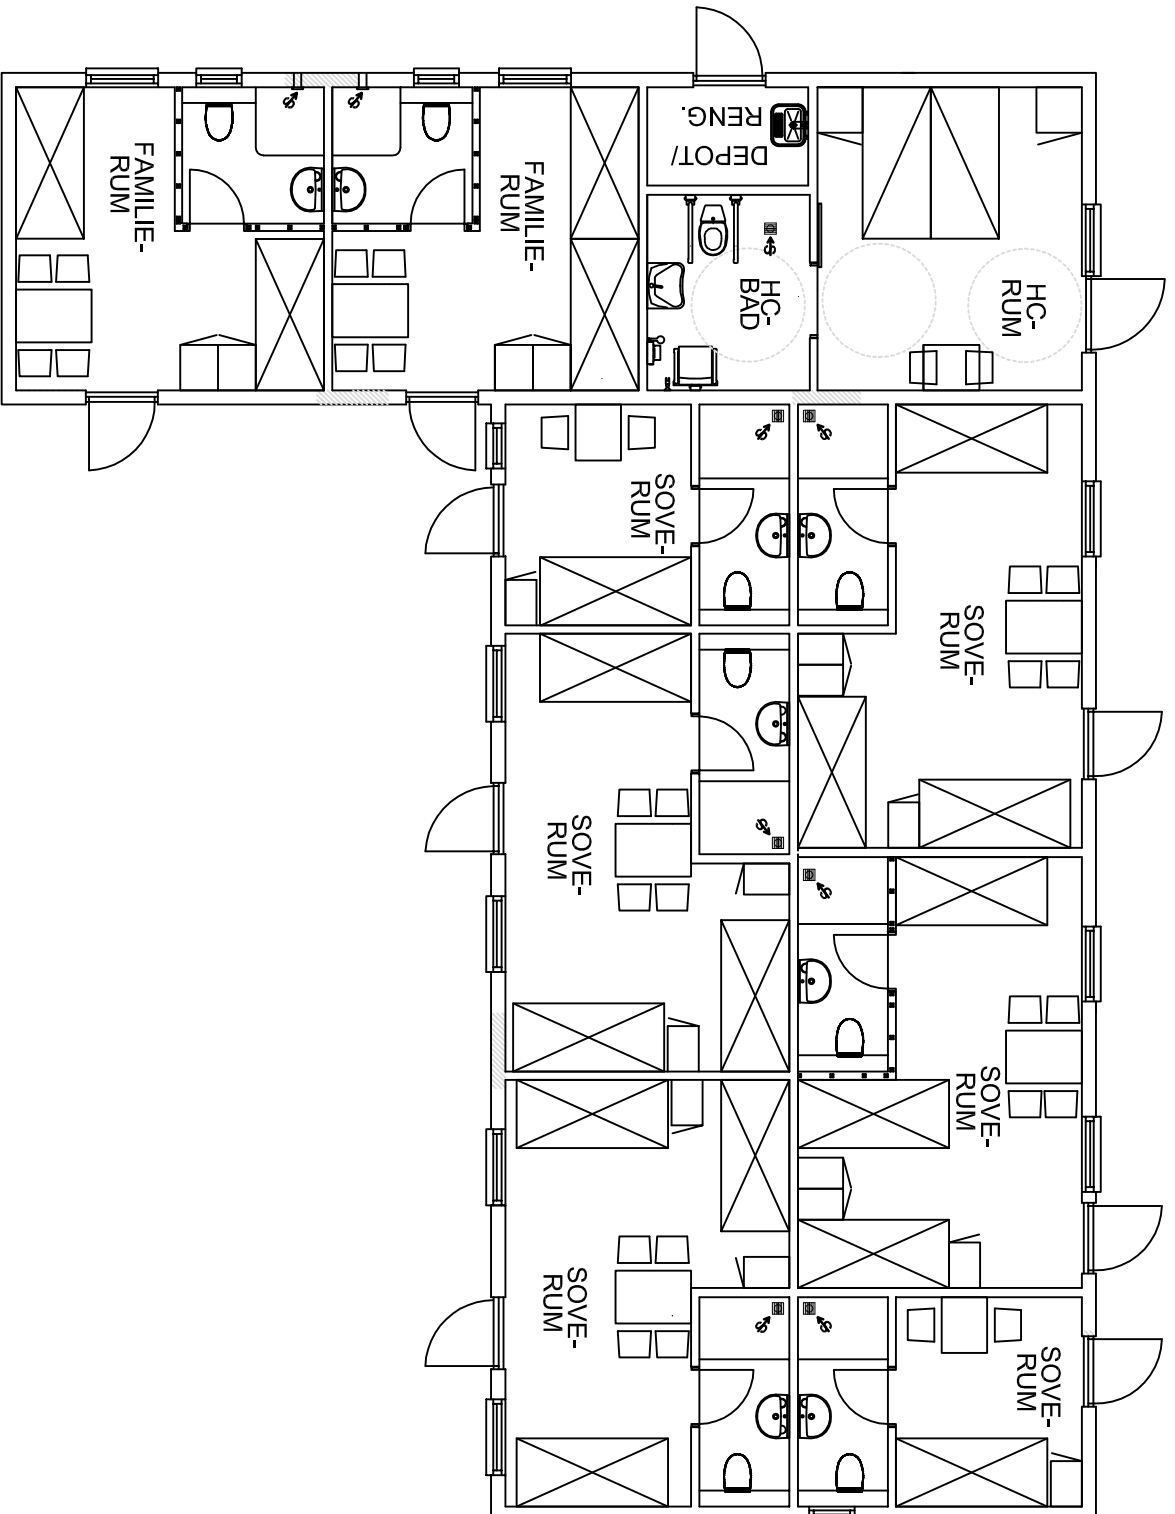 FAMILIE-
RUM
FAMILIE-
RUM
DEPOT/
RENG.
HC-
BAD
HC-
RUM
SOVE-
RUM
SOVE-
RUM
SOVE-
RUM
SOVE-
RUM
SOVE-
RUM
SOVE-
RUM